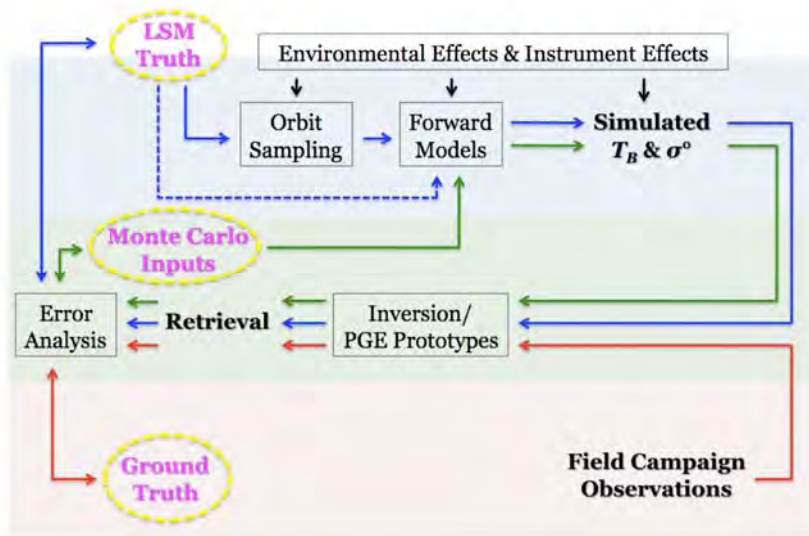 LSM
Truth
Environmental Effects & Instrument Effects
Orbit
Sampling
Forward
Models
Simulated
T_B & σ°
Monte Carlo
Inputs
Error
Analysis
Retrieval
Inversion/
PGE Prototypes
Ground
Truth
Field Campaign
Observations